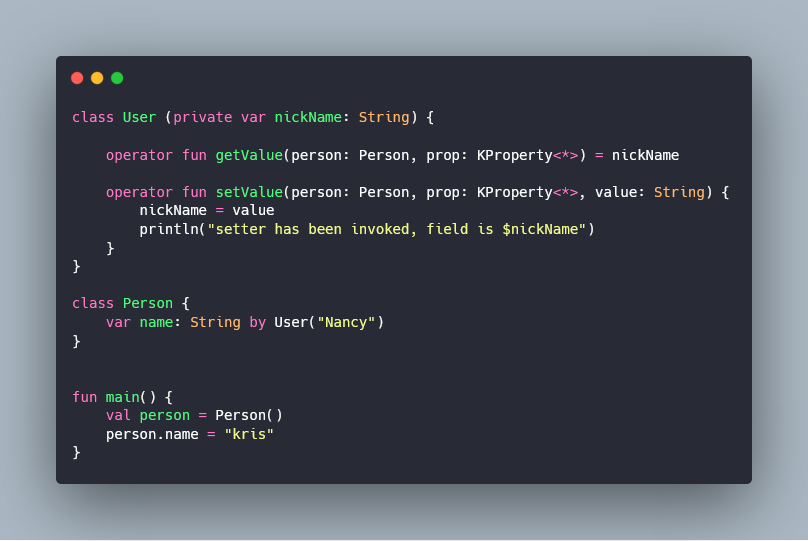 class User (private var nickName: String) {
operator fun getValue(person: Person, prop: KProperty<*>) = nickName
operator fun setValue(person: Person, prop: KProperty<*>, value: String) {
nickName = value
println("setter has been invoked, field is $nickName")
}
}
class Person {
var name: String by User("Nancy")
}
fun main() {
val person = Person()
person.name = "kris"
}